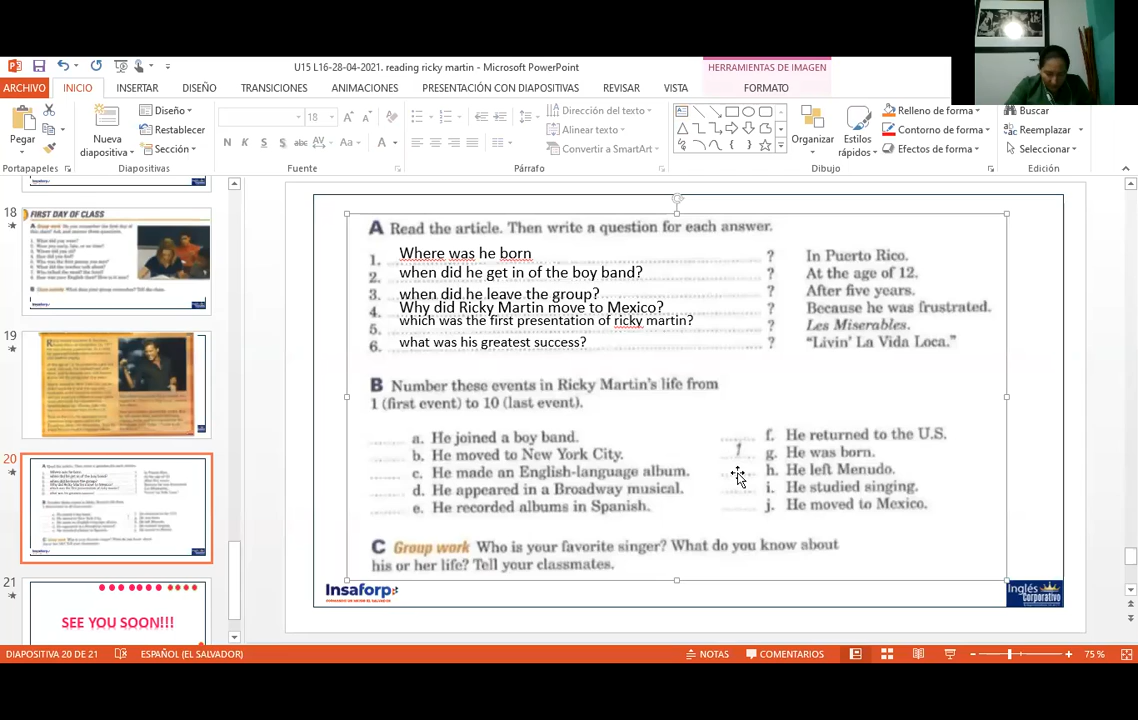 U15 L16-28-04-2021. reading ricky martin - Microsoft PowerPoint
HERRAMIENTAS DE IMAGEN
ARCHIVO INICIO INSERTAR DISEÑO TRANSICIONES ANIMACIONES PRESENTACIÓN CON DIAPOSITIVAS REVISAR VISTA FORMATO
Pegar
Nueva diapositiva
Diseño
Restablecer
Sección
18
N K S S abc AV Aa A
Dirección del texto
Alinear texto
Convertir a SmartArt
Organizar
Estilos rápidos
Relleno de forma
Contorno de forma
Efectos de forma
Buscar
Reemplazar
Seleccionar
Portapapeles Diapositivas Fuente Párrafo Dibujo Edición
18
FIRST DAY OF CLASS
19
20
21
SEE YOU SOON!!!
A Read the article. Then write a question for each answer.
1. Where was he born ? In Puerto Rico.
2. when did he get in of the boy band? ? At the age of 12.
3. when did he leave the group? ? After five years.
4. Why did Ricky Martin move to Mexico? ? Because he was frustrated.
5. which was the first presentation of ricky martin? ? Les Miserables.
6. what was his greatest success? ? "Livin' La Vida Loca."
B Number these events in Ricky Martin's life from
1 (first event) to 10 (last event).
a. He joined a boy band.
b. He moved to New York City.
c. He made an English-language album.
d. He appeared in a Broadway musical.
e. He recorded albums in Spanish.
f. He returned to the U.S.
1 g. He was born.
h. He left Menudo.
i. He studied singing.
j. He moved to Mexico.
C Group work Who is your favorite singer? What do you know about
his or her life? Tell your classmates.
Insaforp
Inglés
Corporativo
DIAPOSITIVA 20 DE 21 ESPAÑOL (EL SALVADOR) NOTAS COMENTARIOS 75 %